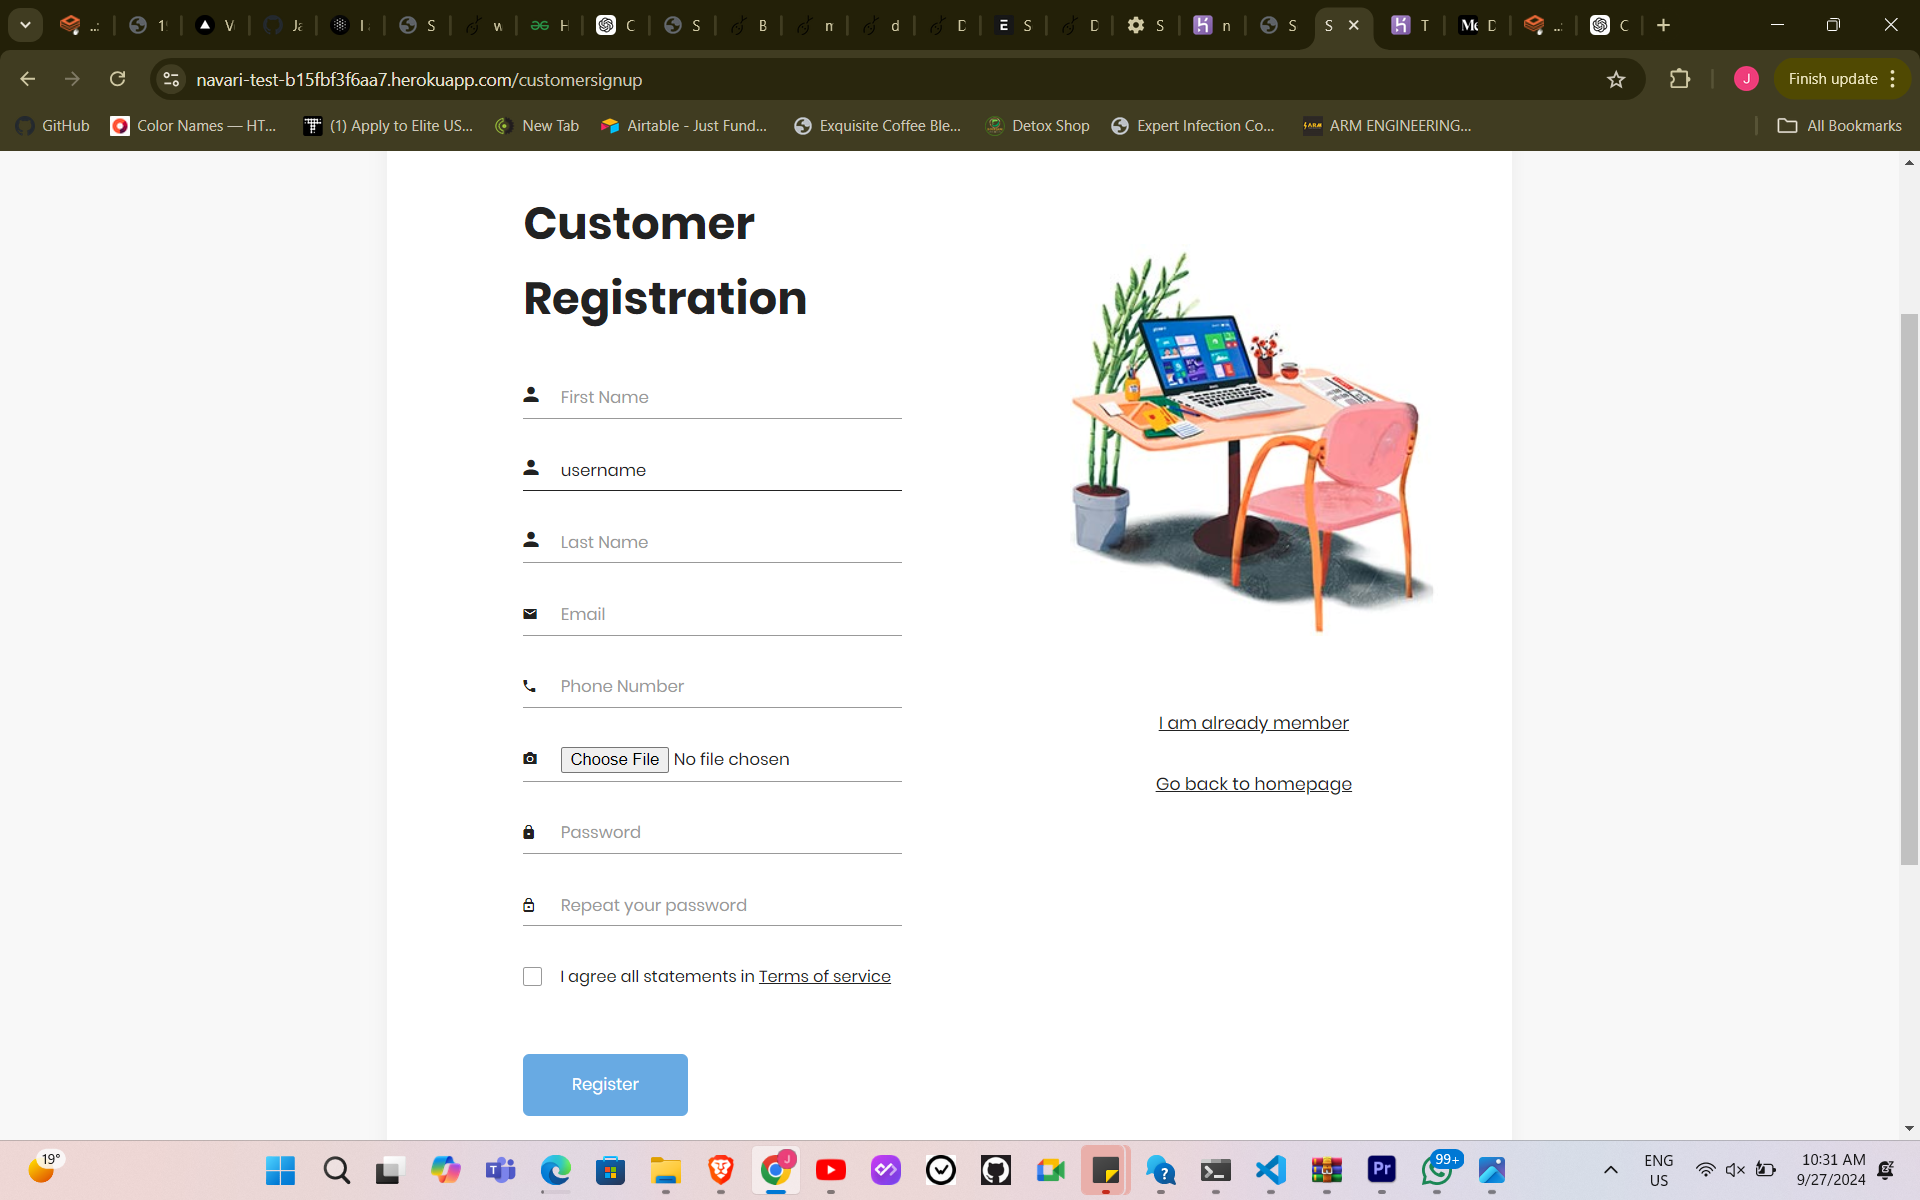 navari-test-b15fbf3f6aa7.herokuapp.com/customersignup
J
Finish update
GitHub
Color Names — HT...
(1) Apply to Elite US...
New Tab
Airtable - Just Fund...
Exquisite Coffee Ble...
Detox Shop
Expert Infection Co...
ARM ENGINEERING...
All Bookmarks
Customer
Registration
First Name
username
Last Name
Email
Phone Number
Choose File No file chosen
Password
Repeat your password
I agree all statements in Terms of service
Register
I am already member
Go back to homepage
19°
99+
ENG
US
10:31 AM
9/27/2024